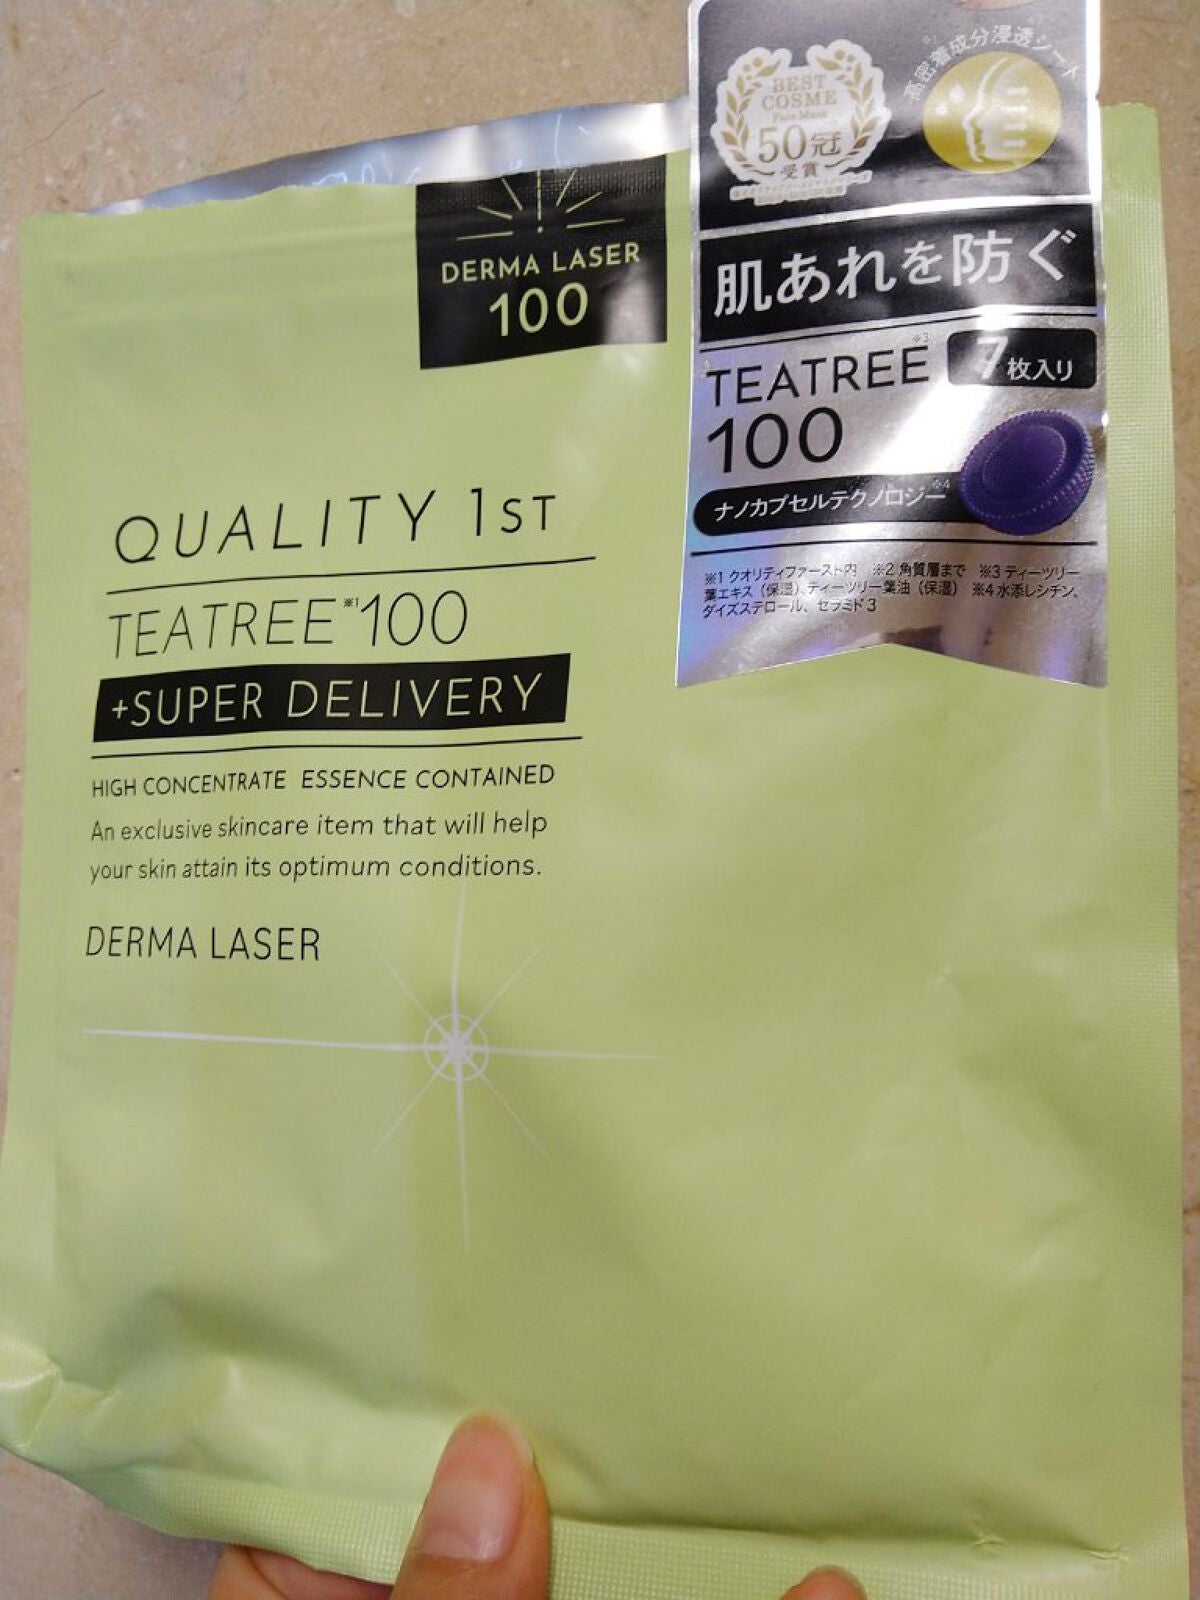 DERMA LASER
100
QUALITY 1ST
TEATREE※1100
+SUPER DELIVERY
HIGH CONCENTRATE ESSENCE CONTAINED
An exclusive skincare item that will help
your skin attain its optimum conditions.
DERMA LASER
BEST
COSME
Face Mask
50冠
受賞
高密着成分浸透シート
肌あれを防ぐ
TEATREE※3
100
7枚入り
ナノカプセルテクノロジー※4
※1 クオリティファースト内 ※2 角質層まで ※3 ティーツリー
葉エキス（保湿）、ティーツリー葉油（保湿） ※4 水添レシチン、
ダイズステロール、セラミド3